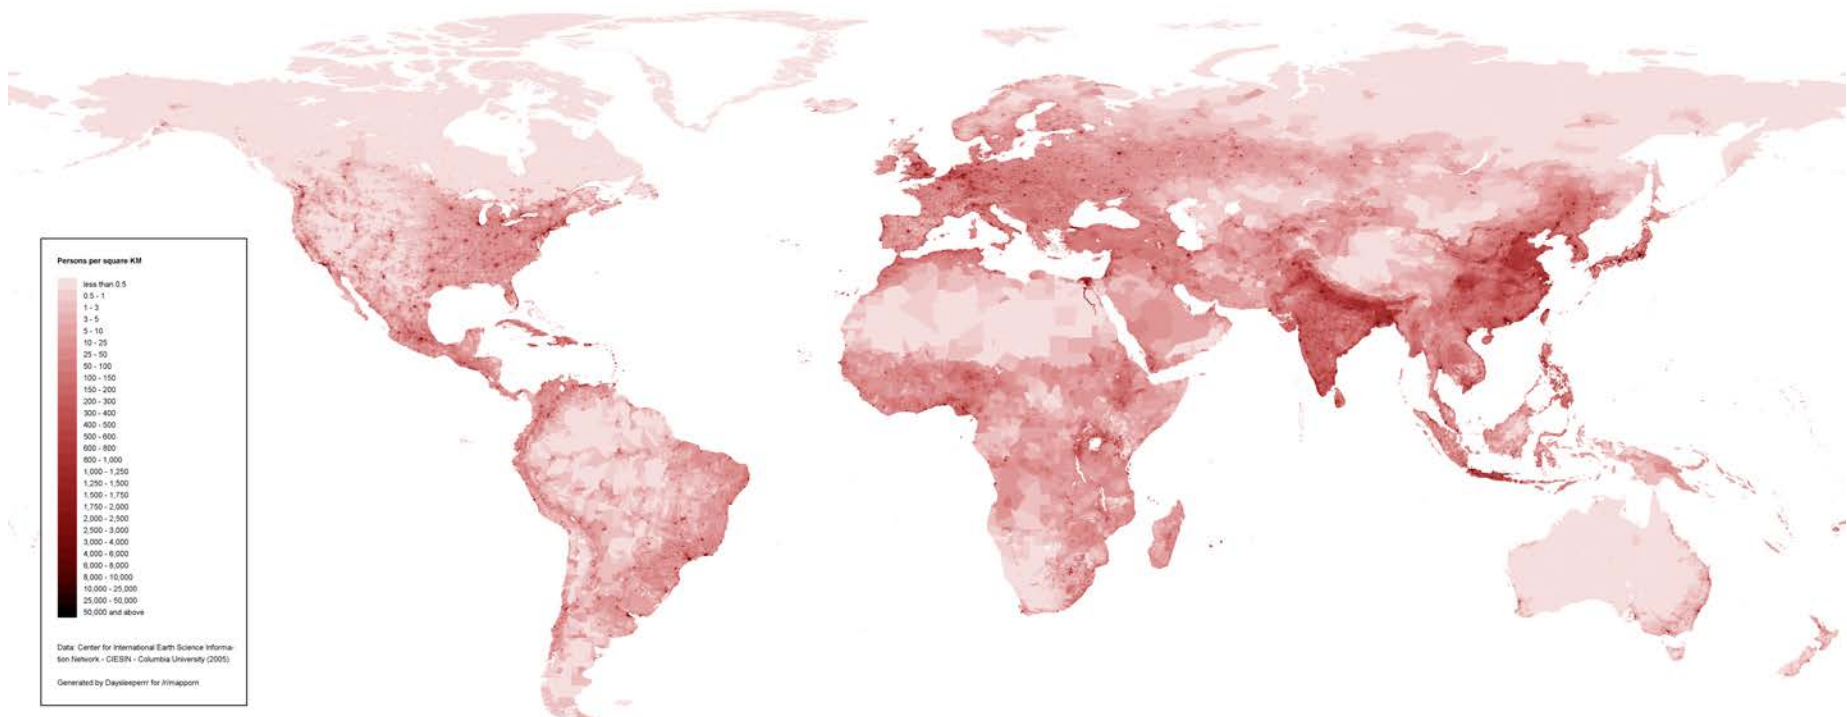 Persons per square KM
less than 0.5
0.5 - 1
1 - 3
3 - 5
5 - 10
10 - 25
25 - 50
50 - 100
100 - 150
150 - 200
200 - 300
300 - 400
400 - 500
500 - 600
600 - 800
800 - 1,000
1,000 - 1,250
1,250 - 1,500
1,500 - 1,750
1,750 - 2,000
2,000 - 2,500
2,500 - 3,000
3,000 - 4,000
4,000 - 6,000
6,000 - 8,000
8,000 - 10,000
10,000 - 25,000
25,000 - 50,000
50,000 and above
Data: Center for International Earth Science Informa-
tion Network - CIESIN - Columbia University (2005)
Generated by Daysleeperrr for /r/mapporn